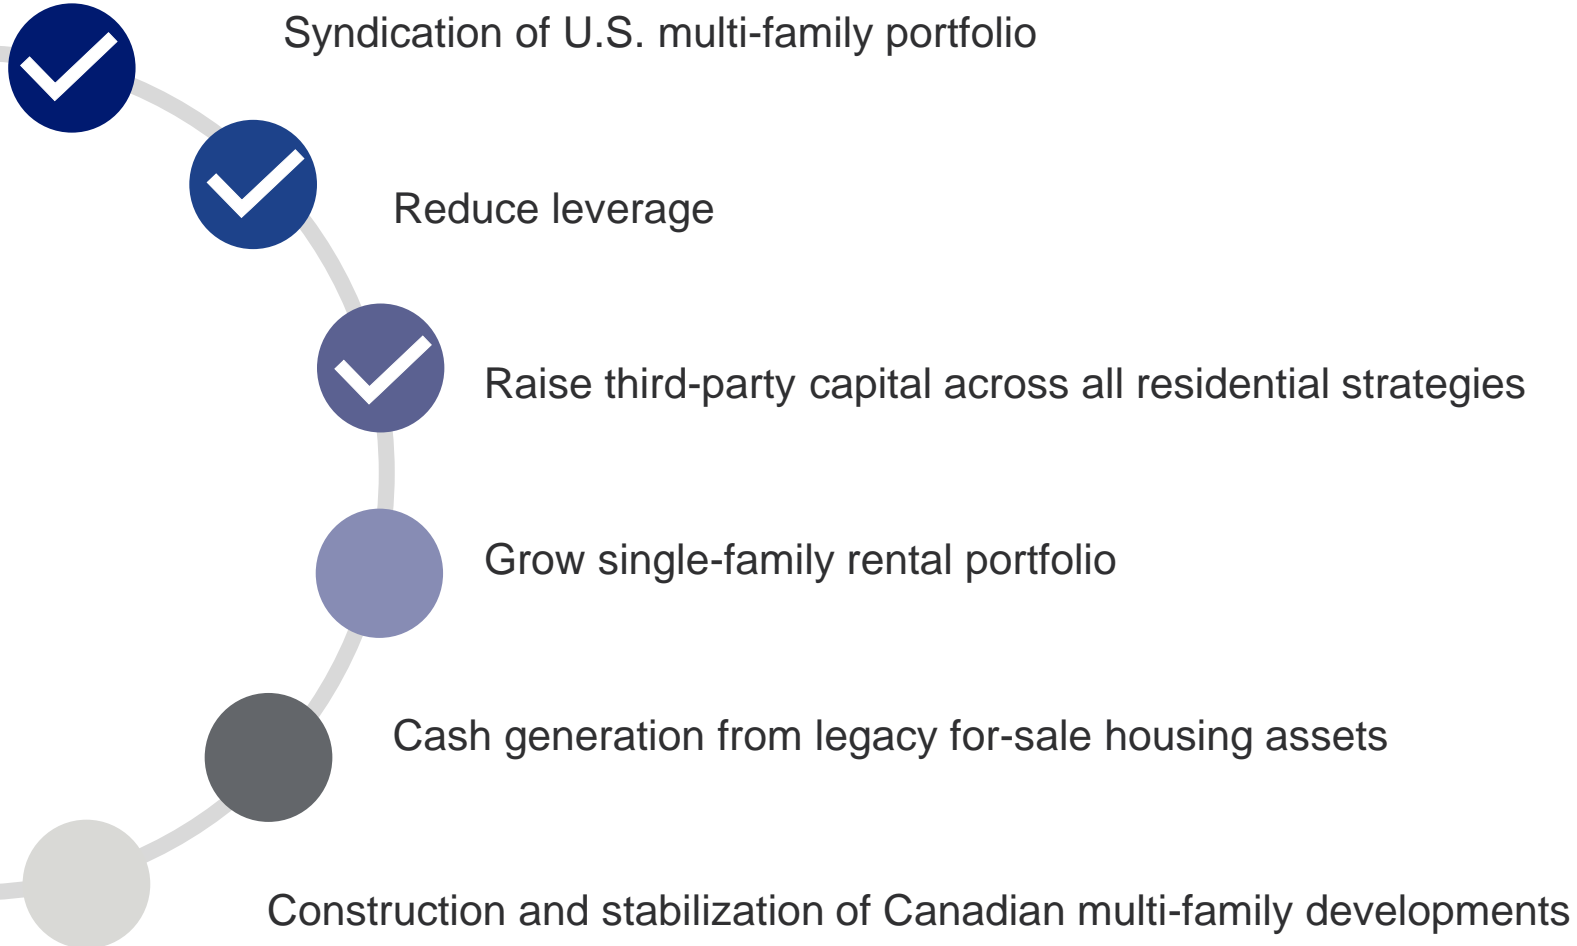 Syndication of U.S. multi-family portfolio
Reduce leverage
Raise third-party capital across all residential strategies
Grow single-family rental portfolio
Cash generation from legacy for-sale housing assets
Construction and stabilization of Canadian multi-family developments